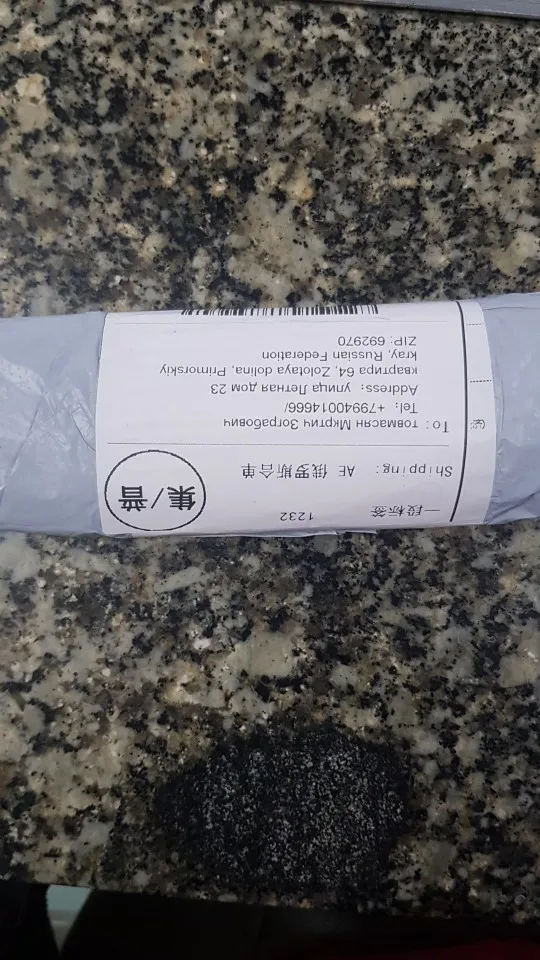 一段标签 1232
Shipping: AE 俄罗斯合单
集/普
To: товмасян Мкртич Зограбович
Tel: +79940014666/
Address: улица Летная дом 23
квартира 64, Zolotaya dolina, Primorskiy
kray, Russian Federation
ZIP: 692970